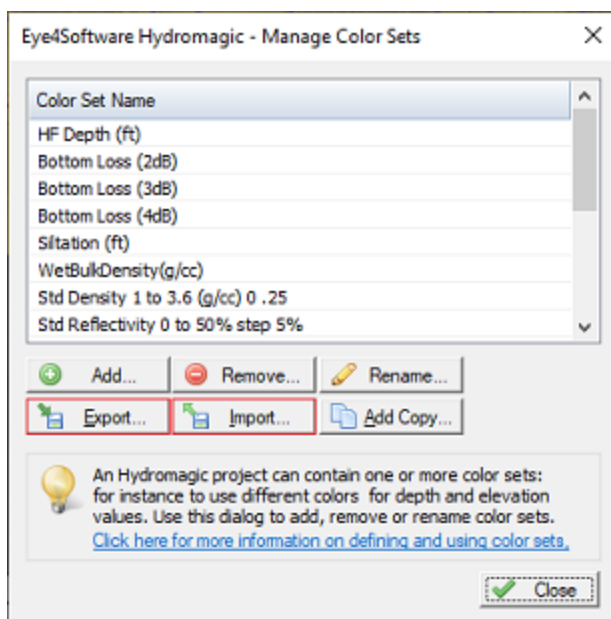 Eye4Software Hydromagic - Manage Color Sets
Color Set Name
HF Depth (ft)
Bottom Loss (2dB)
Bottom Loss (3dB)
Bottom Loss (4dB)
Siltation (ft)
WetBulkDensity(g/cc)
Std Density 1 to 3.6 (g/cc) 0 .25
Std Reflectivity 0 to 50% step 5%
Add... Remove... Rename...
Export... Import... Add Copy...
An Hydromagic project can contain one or more color sets:
for instance to use different colors for depth and elevation
values. Use this dialog to add, remove or rename color sets.
Click here for more information on defining and using color sets.
Close